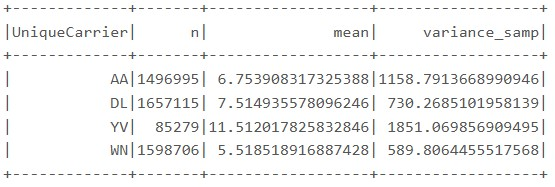 +-------------+-------+------------------+------------------+
|UniqueCarrier|      n|              mean|     variance_samp|
+-------------+-------+------------------+------------------+
|           AA|1496995| 6.753908317325388|1158.7913668990946|
|           DL|1657115| 7.514935578096246| 730.2685101958139|
|           YV|  85279|11.512017825832846| 1851.069856909495|
|           WN|1598706| 5.518518916887428| 589.8064455517568|
+-------------+-------+------------------+------------------+